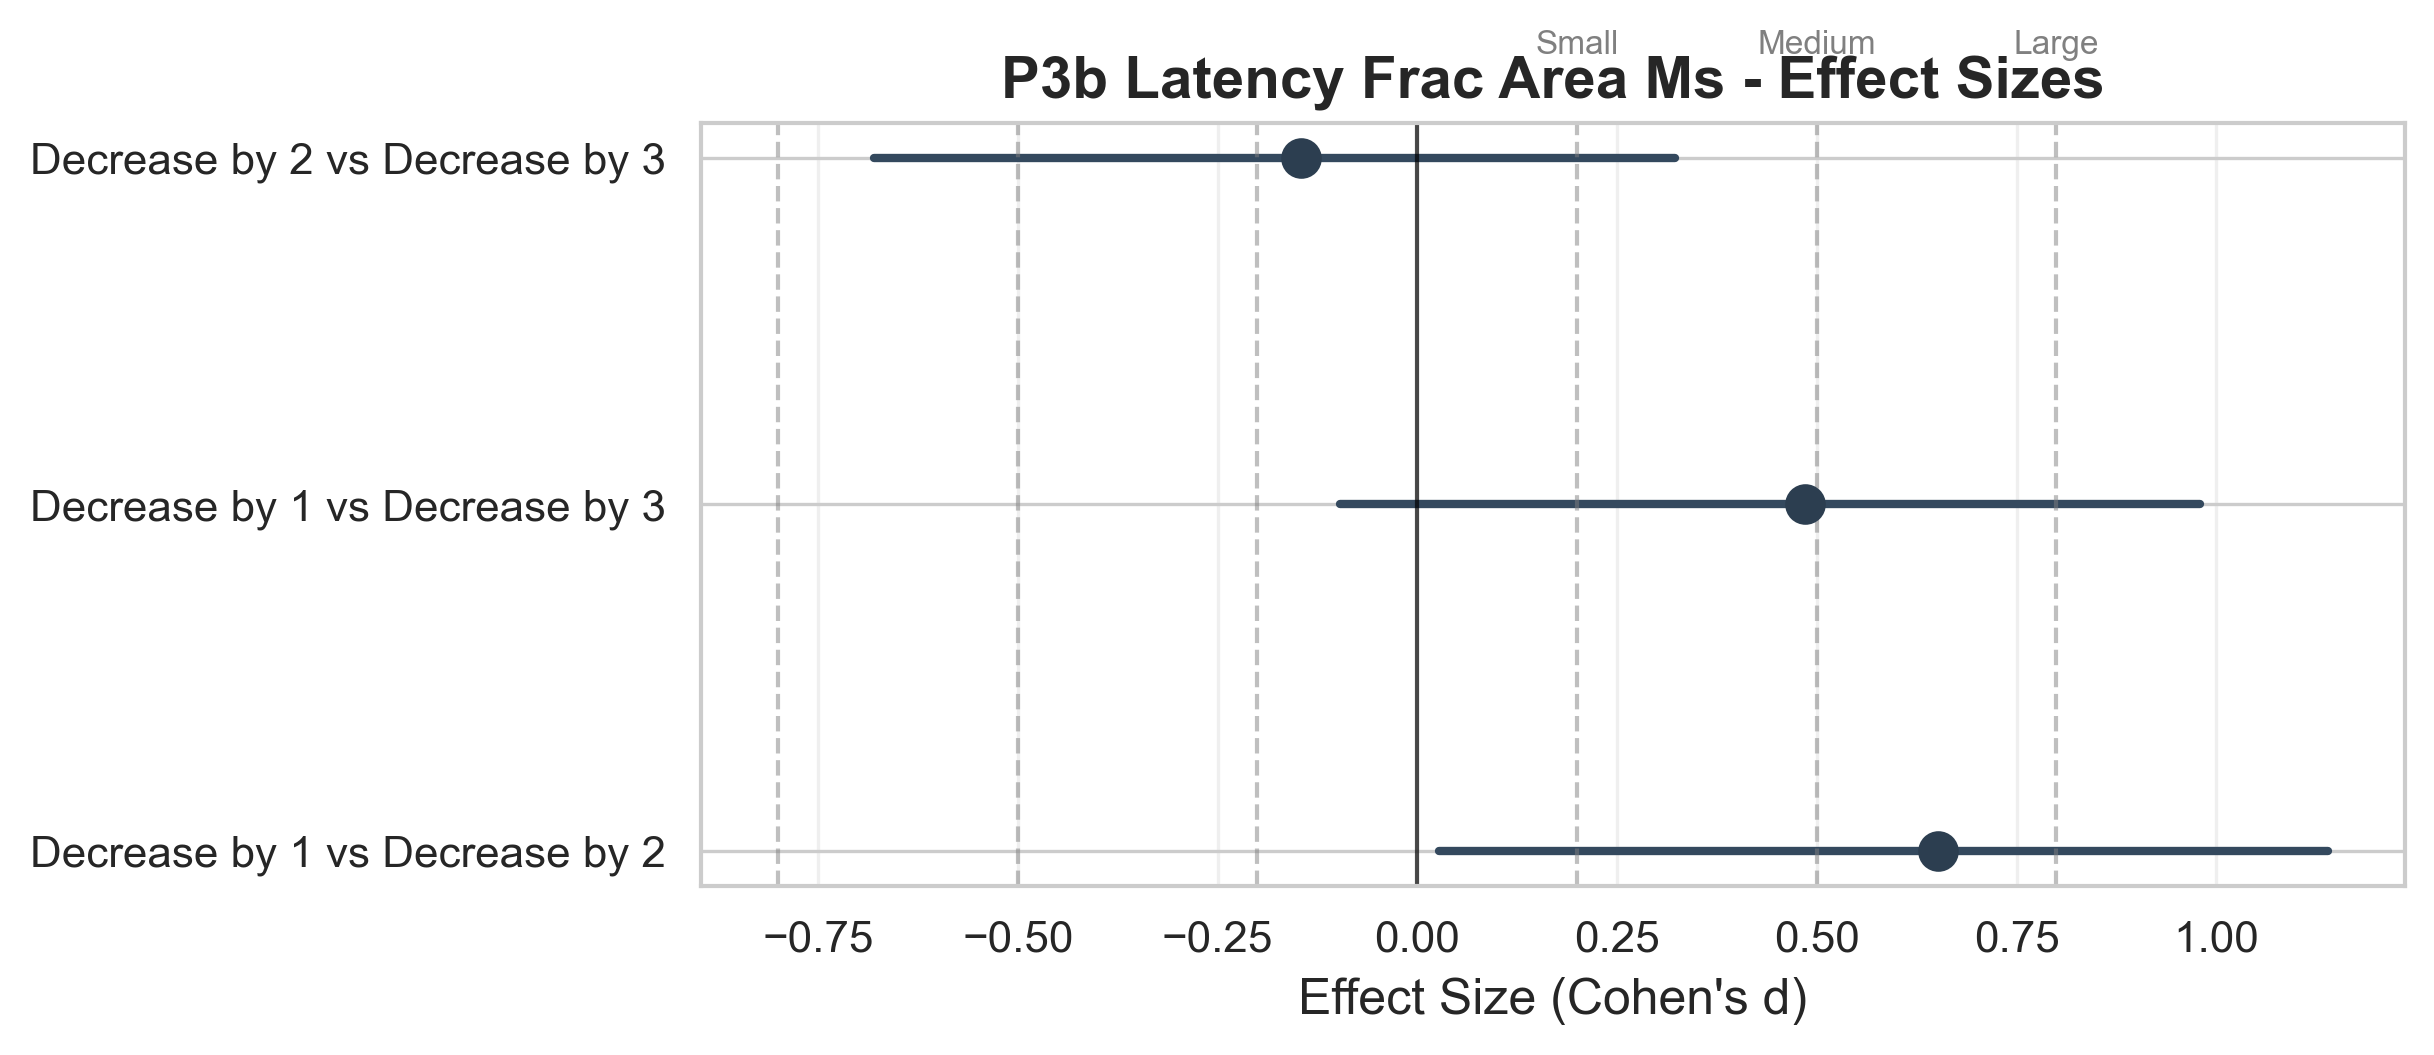 Small Medium Large
P3b Latency Frac Area Ms - Effect Sizes
Decrease by 2 vs Decrease by 3
Decrease by 1 vs Decrease by 3
Decrease by 1 vs Decrease by 2
−0.75 −0.50 −0.25 0.00 0.25 0.50 0.75 1.00
Effect Size (Cohen's d)